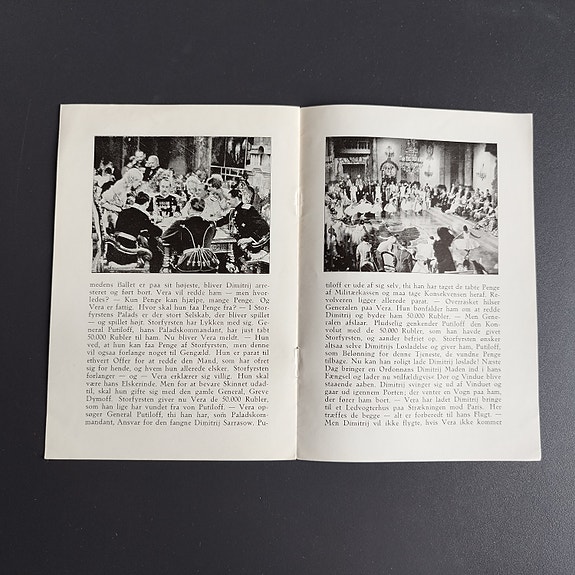 medens Ballet er paa sit højeste, bliver Dimitrij arre-
steret og ført bort. Vera vil redde ham — men hvor-
ledes? — Kun Penge kan hjælpe, mange Penge. Og
Vera er fattig. Hvor skal hun faa Penge fra? — I Stor-
fyrstens Palads er der stort Selskab, der bliver spillet
— og spillet højt. Storfyrsten har Lykken med sig. Ge-
neral Putiloff, hans Paladskommandant, har just tabt
50.000 Rubler til ham. Nu bliver Vera meldt. — Hun
ved, at hun kan faa Penge af Storfyrsten, men denne
vil ogsaa forlange noget til Gengæld. Hun er parat til
ethvert Offer for at redde den Mand, som har ofret
sig for hende, og hvem hun allerede elsker. Storfyrsten
forlanger — og — Vera erklærer sig villig. Hun skal
være hans Elskerinde. Men for at bevare Skinnet udad-
til, skal hun gifte sig med den gamle General, Greve
Dymoff. Storfyrsten giver nu Vera de 50.000 Rubler,
som han lige har vundet fra von Putiloff. — Vera op-
søger General Putiloff, thi han har, som Paladskom-
mandant, Ansvar for den fangne Dimitrij Sarrasow. Pu-
tiloff er ude af sig selv, thi han har taget de tabte Penge
af Militærkassen og maa tage Konsekvensen heraf. Re-
volveren ligger allerede parat. — Overrasket hilser
Generalen paa Vera. Hun bønfalder ham om at redde
Dimitrij og byder ham 50.000 Rubler. — Men Gene-
ralen afslaar. Pludselig genkender Putiloff den Kon-
volut med de 50.000 Rubler, som han havde givet
Storfyrsten, og aander befriet op. Storfyrsten ønsker
altsaa selv Dimitrijs Løsladelse og giver ham, Putiloff,
som Belønning for denne Tjeneste, de vundne Penge
tilbage. Nu kan han rolig lade Dimitrij løslade! Næste
Dag bringer en Ordonnans Dimitrij Maden ind i hans
Fængsel og lader nu tilfældigvis Dør og Vindue blive
staaende aaben. Dimitrij svinger sig ud af Vinduet og
gaar ud igennem Porten; der venter en Vogn paa ham,
der fører ham bort. — Vera har ladet Dimitrij bringe
til et Ledvogterhus paa Strækningen mod Paris. Her
træffes de begge — alt er forberedt til hans Flugt. —
Men Dimitrij vil ikke flygte, hvis Vera ikke kommer